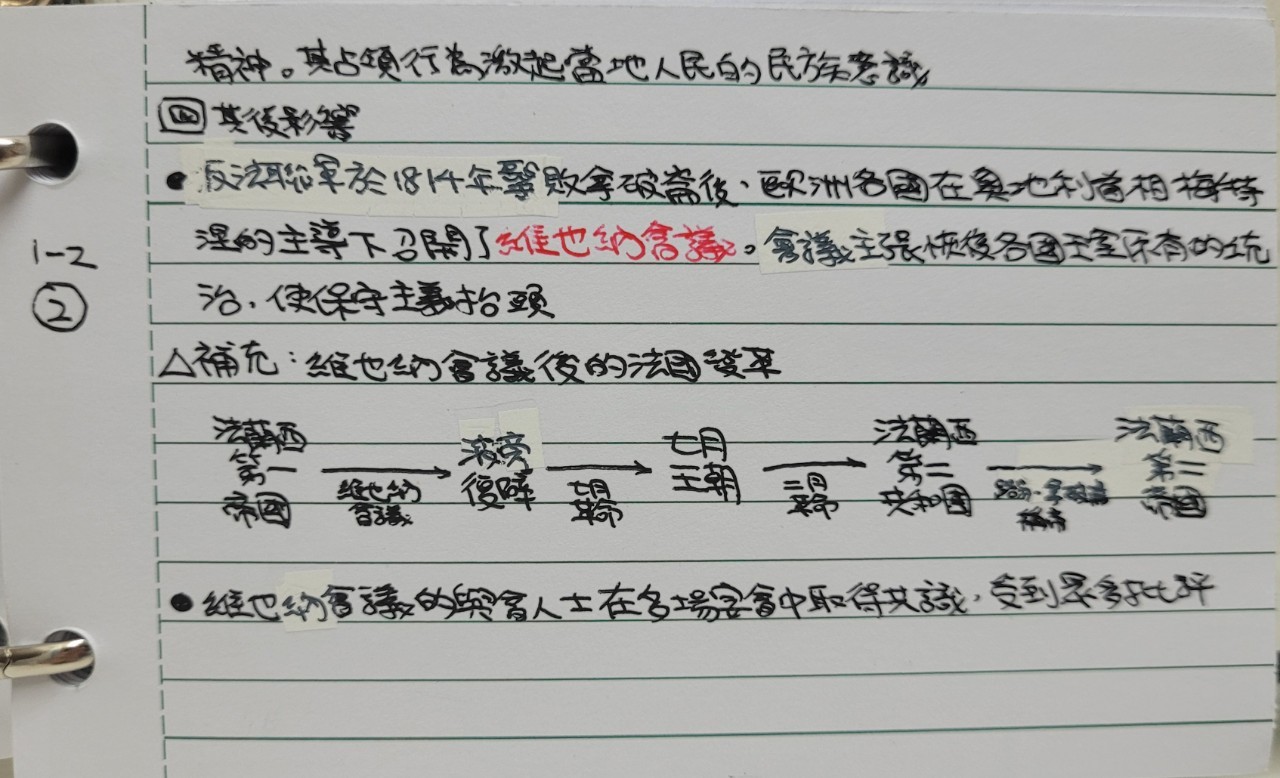 精神。其占領行為激起當地人民的民族意識
四 其後影響
• 反法聯軍於1814年擊敗拿破崙後,歐洲各國在奧地利首相梅特
涅的主導下召開了維也納會議。會議主張恢復各國王室原有的統
1-2
②
治,使保守主義抬頭
△補充:維也納會議後的法國發革
法蘭西
第一
帝國
維也納
會議
波旁
復辟
七月
革命
七月
王朝
二月
革命
法蘭西
第二
共和國
稱帝
法蘭西
第二
帝國
• 維也納會議的與會人士在多場宴會中取得共識,受到眾多批評